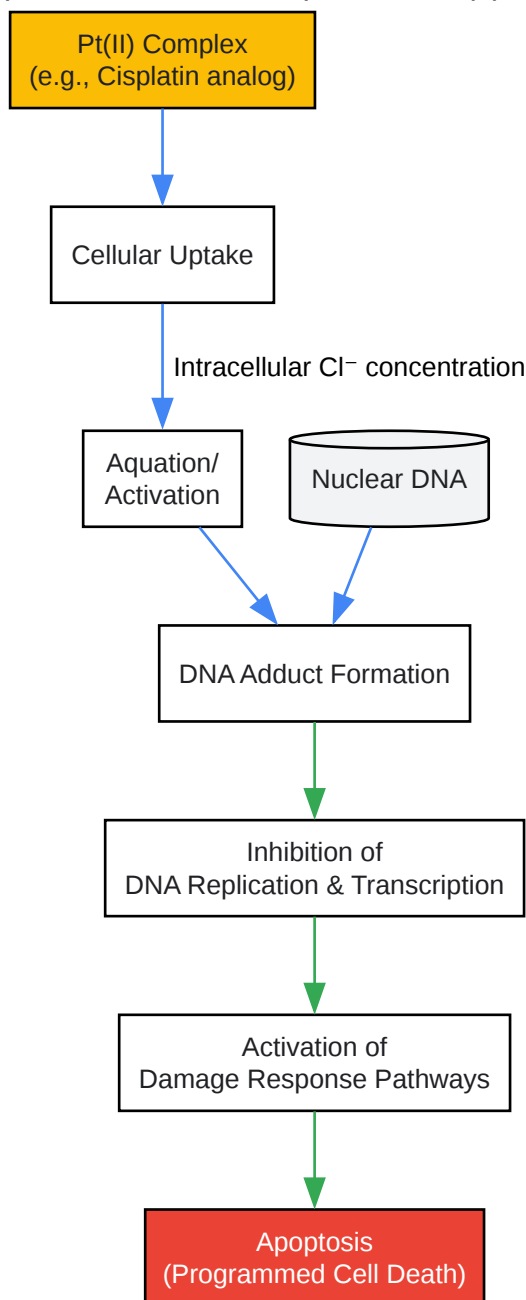 Pt(II) Complex
(e.g., Cisplatin analog)
Cellular Uptake
Intracellular Cl⁻ concentration
Aquation/
Activation
Nuclear DNA
DNA Adduct Formation
Inhibition of
DNA Replication & Transcription
Activation of
Damage Response Pathways
Apoptosis
(Programmed Cell Death)